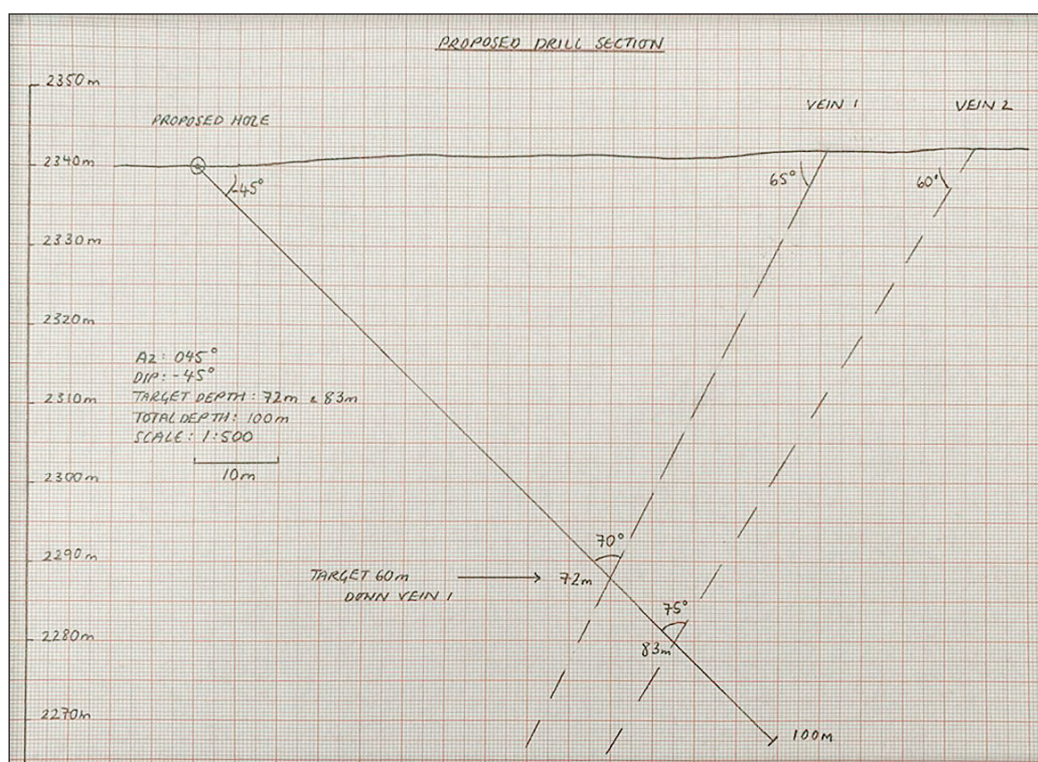 PROPOSED DRILL SECTION
2350m
VEIN 1
VEIN 2
PROPOSED HOLE
2340m
-45°
65°
60°
2330m
2320m
AZ: 045°
DIP: -45°
TARGET DEPTH: 72m & 83m
TOTAL DEPTH: 100m
SCALE: 1:500
2310m
10m
2300m
2290m
70°
TARGET 60m
DOWN VEIN 1
72m
75°
2280m
83m
2270m
100m